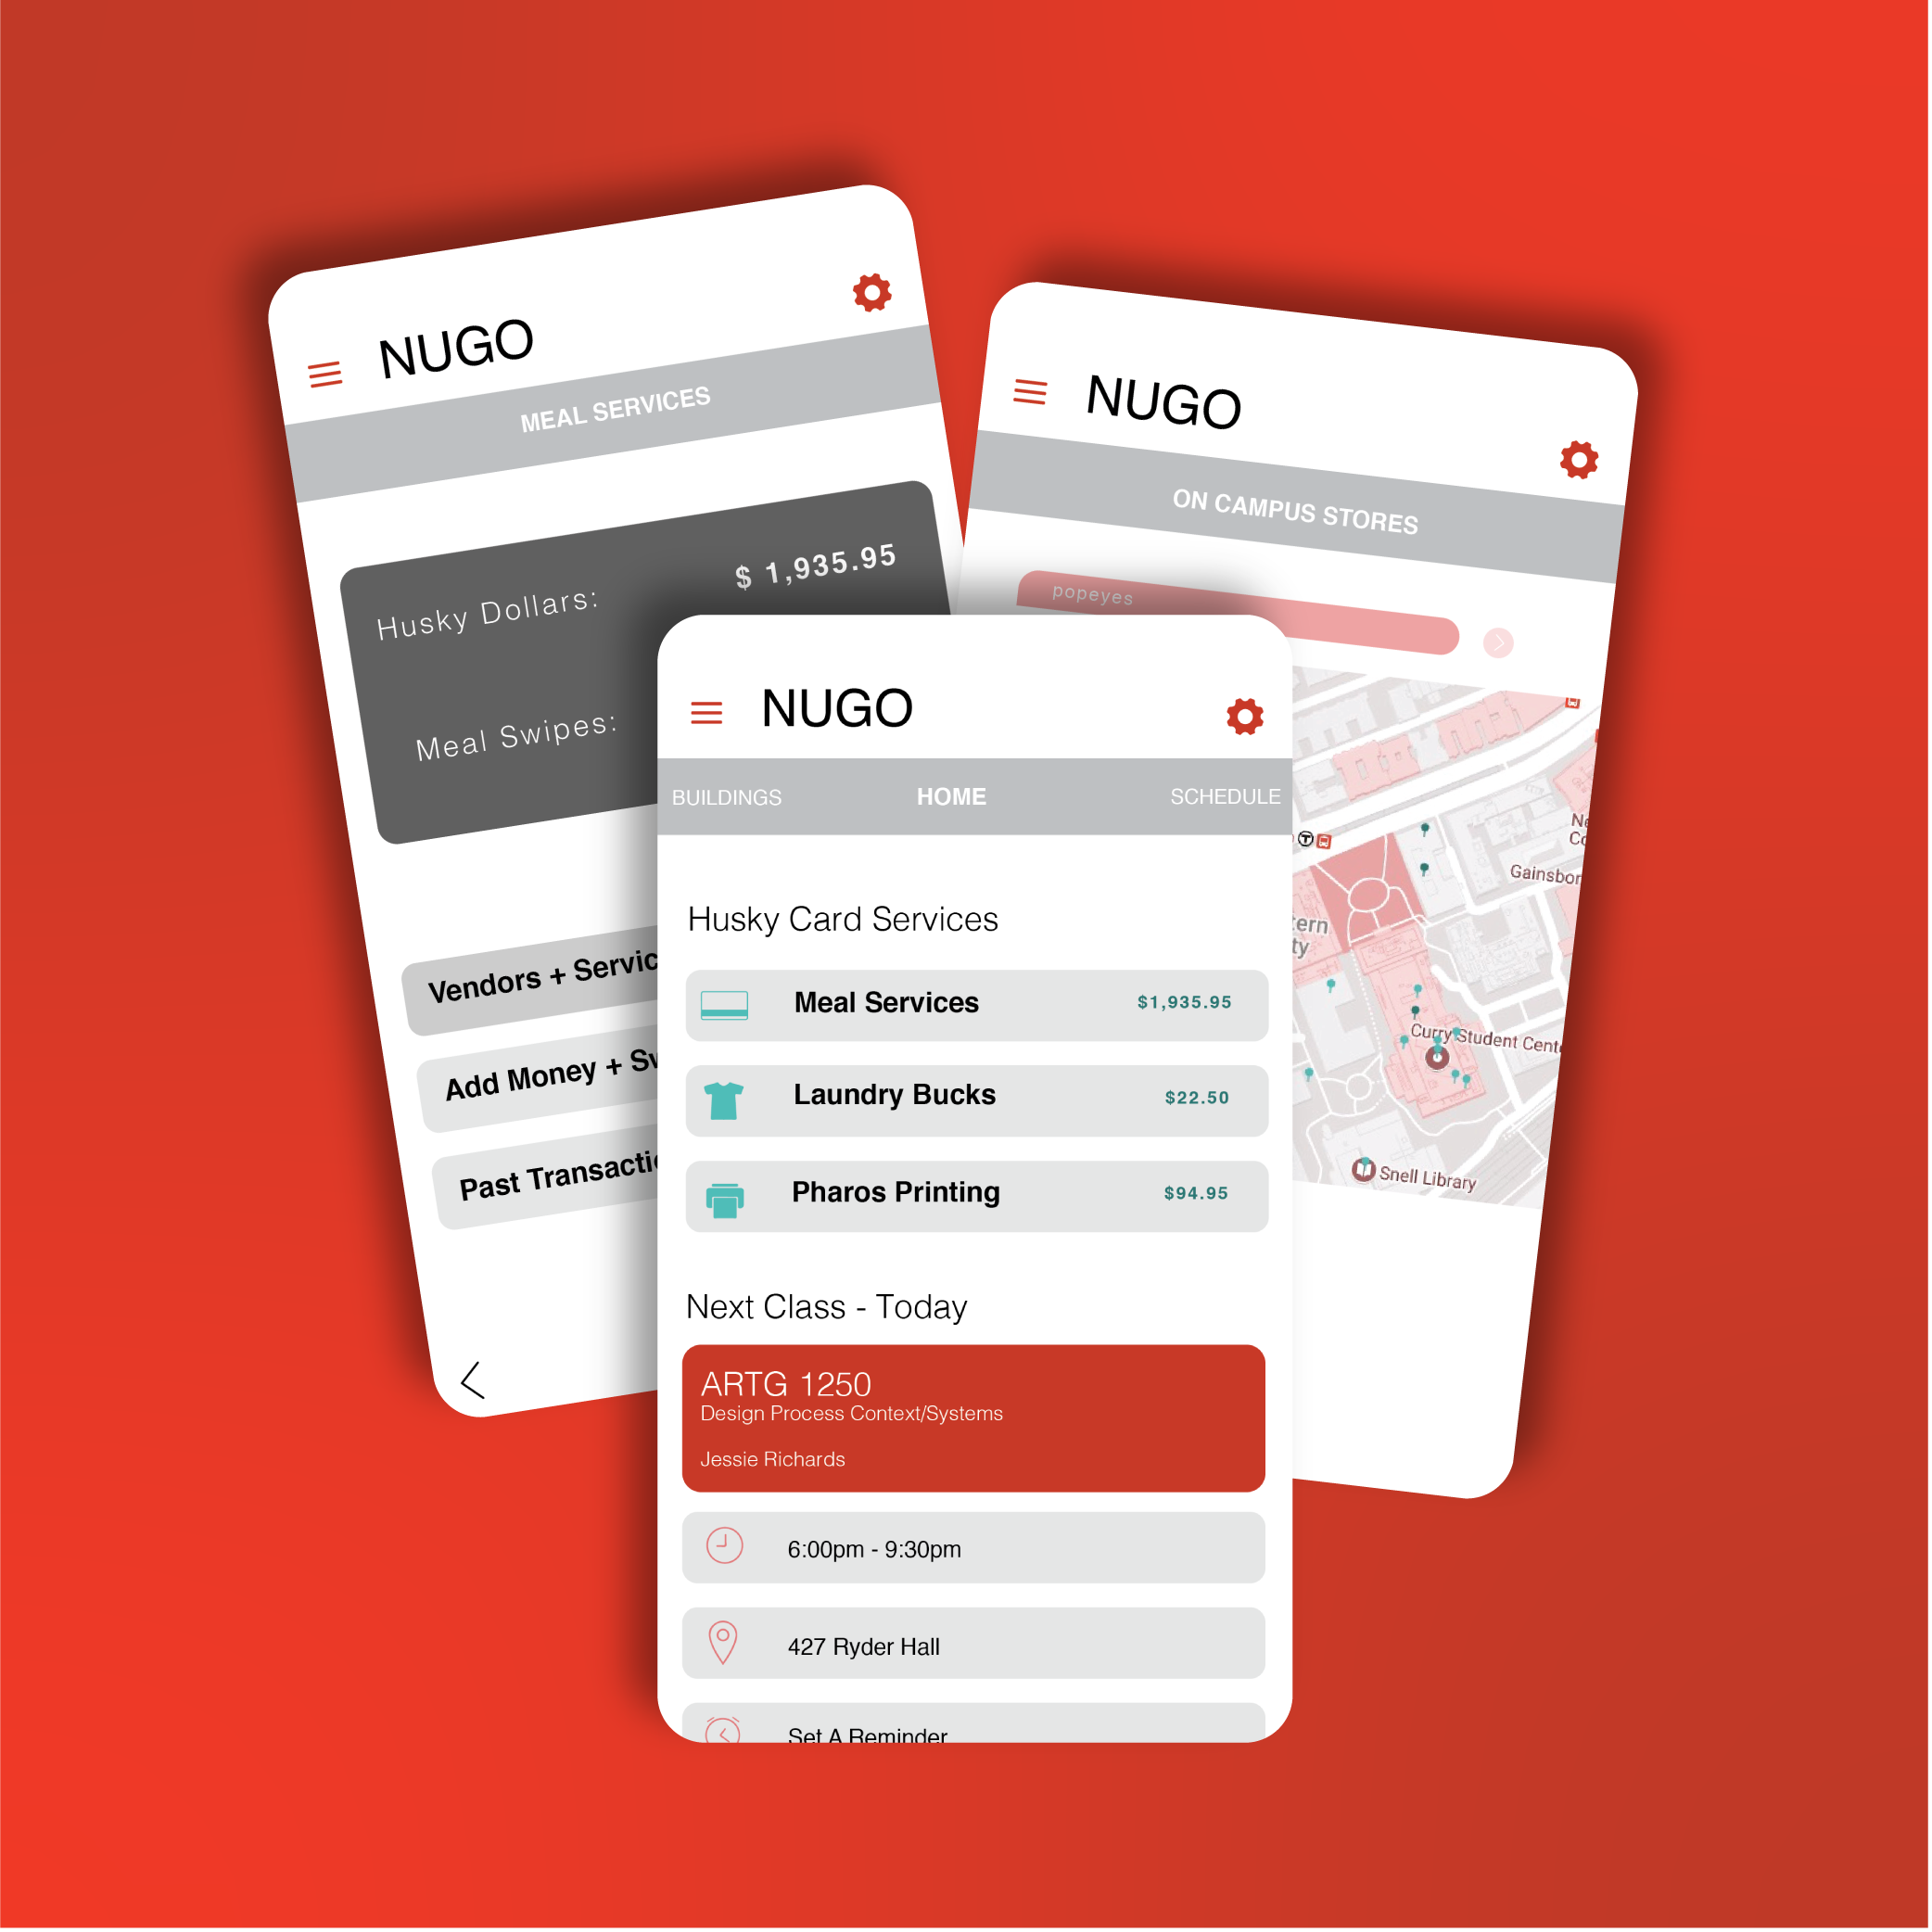 NUGO
MEAL SERVICES
Husky Dollars:
$ 1,935.95
Meal Swipes:
Vendors + Servic
Add Money + Sw
Past Transactio
NUGO
ON CAMPUS STORES
popeyes
Ne
Co
Gainsbor
tern
ty
Curry Student Cente
Snell Library
NUGO
BUILDINGS HOME SCHEDULE
Husky Card Services
Meal Services $1,935.95
Laundry Bucks $22.50
Pharos Printing $94.95
Next Class - Today
ARTG 1250
Design Process Context/Systems
Jessie Richards
6:00pm - 9:30pm
427 Ryder Hall
Set A Reminder